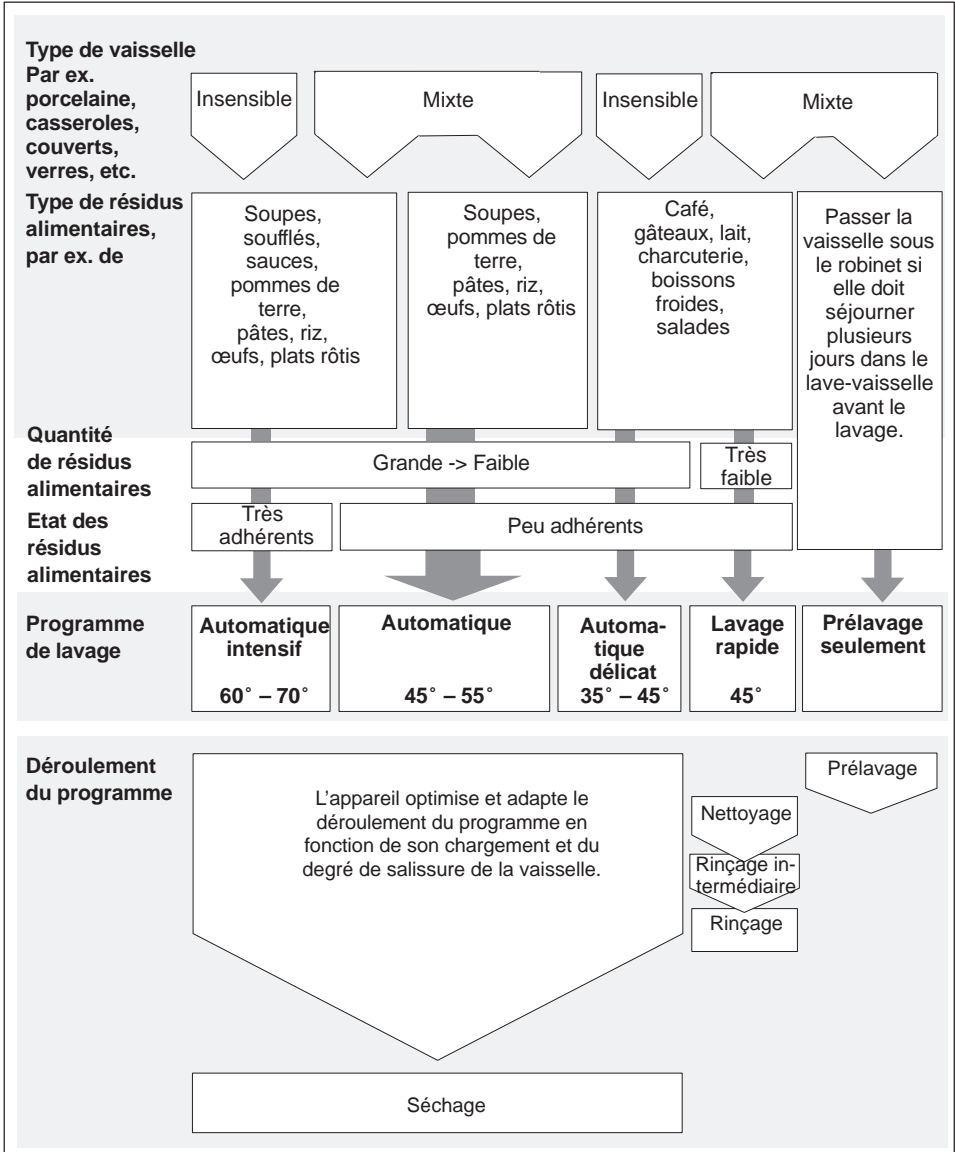 Type de vaisselle
Par ex.
porcelaine,
casseroles,
couverts,
verres, etc.
Insensible
Mixte
Insensible
Mixte
Type de résidus
alimentaires,
par ex. de
Soupes,
soufflés,
sauces,
pommes de
terre,
pâtes, riz,
œufs, plats rôtis
Soupes,
pommes de
terre,
pâtes, riz,
œufs, plats rôtis
Café,
gâteaux, lait,
charcuterie,
boissons
froides,
salades
Passer la
vaisselle sous
le robinet si
elle doit
séjourner
plusieurs
jours dans le
lave-vaisselle
avant le
lavage.
Quantité
de résidus
alimentaires
Grande -> Faible
Très
faible
Etat des
résidus
alimentaires
Très
adhérents
Peu adhérents
Programme
de lavage
Automatique
intensif
60° – 70°
Automatique
45° – 55°
Automa-
tique
délicat
35° – 45°
Lavage
rapide
45°
Prélavage
seulement
Déroulement
du programme
L'appareil optimise et adapte le
déroulement du programme en
fonction de son chargement et du
degré de salissure de la vaisselle.
Prélavage
Nettoyage
Rinçage in-
termédiaire
Rinçage
Séchage